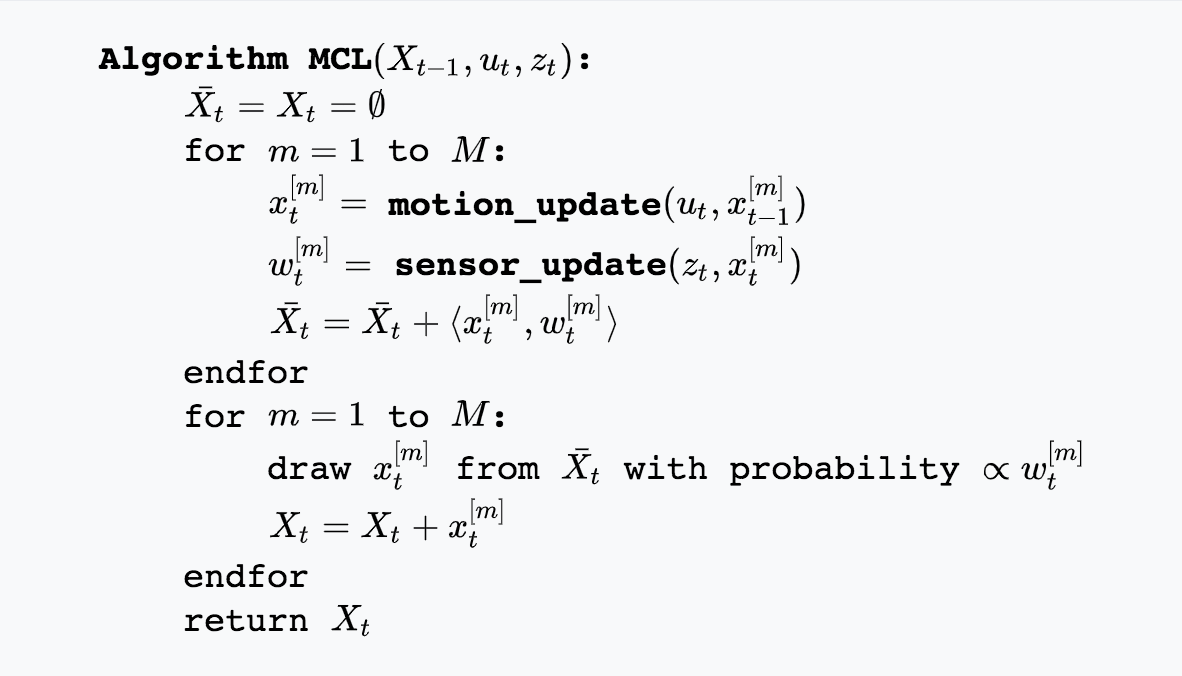 Algorithm MCL($X_{t-1}, u_t, z_t$):
$\bar{X}_t = X_t = \emptyset$
for $m = 1$ to $M$:
$x_t^{[m]} =$ motion_update($u_t, x_{t-1}^{[m]}$)
$w_t^{[m]} =$ sensor_update($z_t, x_t^{[m]}$)
$\bar{X}_t = \bar{X}_t + \langle x_t^{[m]}, w_t^{[m]} \rangle$
endfor
for $m = 1$ to $M$:
draw $x_t^{[m]}$ from $\bar{X}_t$ with probability $\propto w_t^{[m]}$
$X_t = X_t + x_t^{[m]}$
endfor
return $X_t$